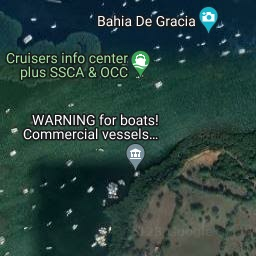 Bahia De Gracia
Cruisers info center
plus SSCA & OCC
WARNING for boats!
Commercial vessels...